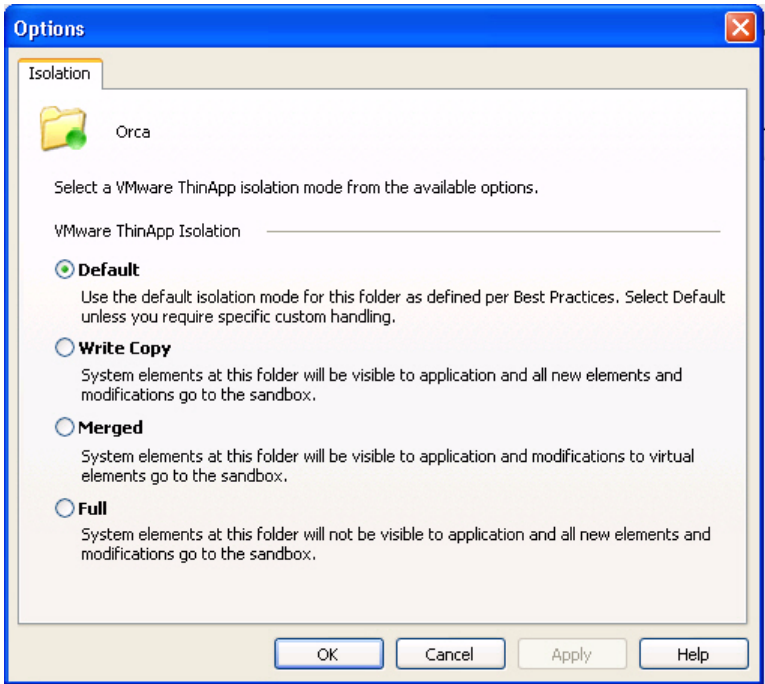 Options
Isolation
Orca
Select a VMware ThinApp isolation mode from the available options.
VMware ThinApp Isolation
Default
Use the default isolation mode for this folder as defined per Best Practices. Select Default
unless you require specific custom handling.
Write Copy
System elements at this folder will be visible to application and all new elements and
modifications go to the sandbox.
Merged
System elements at this folder will be visible to application and modifications to virtual
elements go to the sandbox.
Full
System elements at this folder will not be visible to application and all new elements and
modifications go to the sandbox.
OK Cancel Apply Help